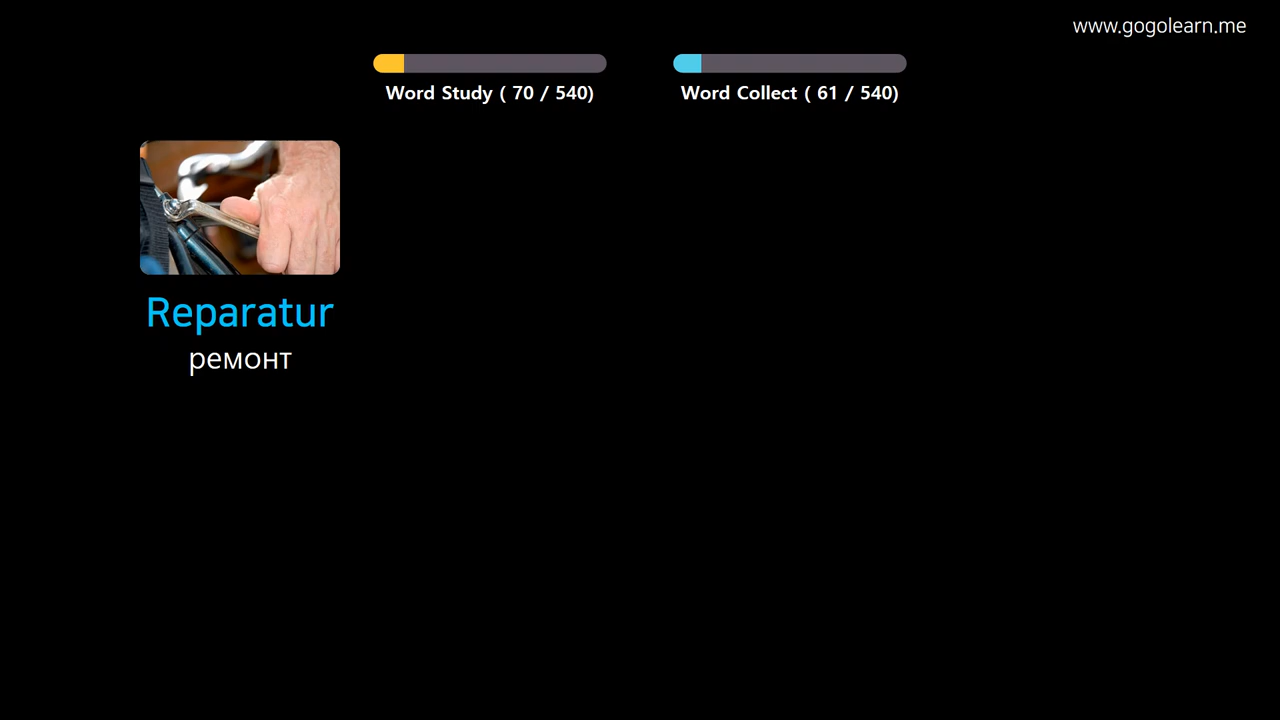 www.gogolearn.me
Word Study ( 70 / 540)
Word Collect ( 61 / 540)
Reparatur
ремонт